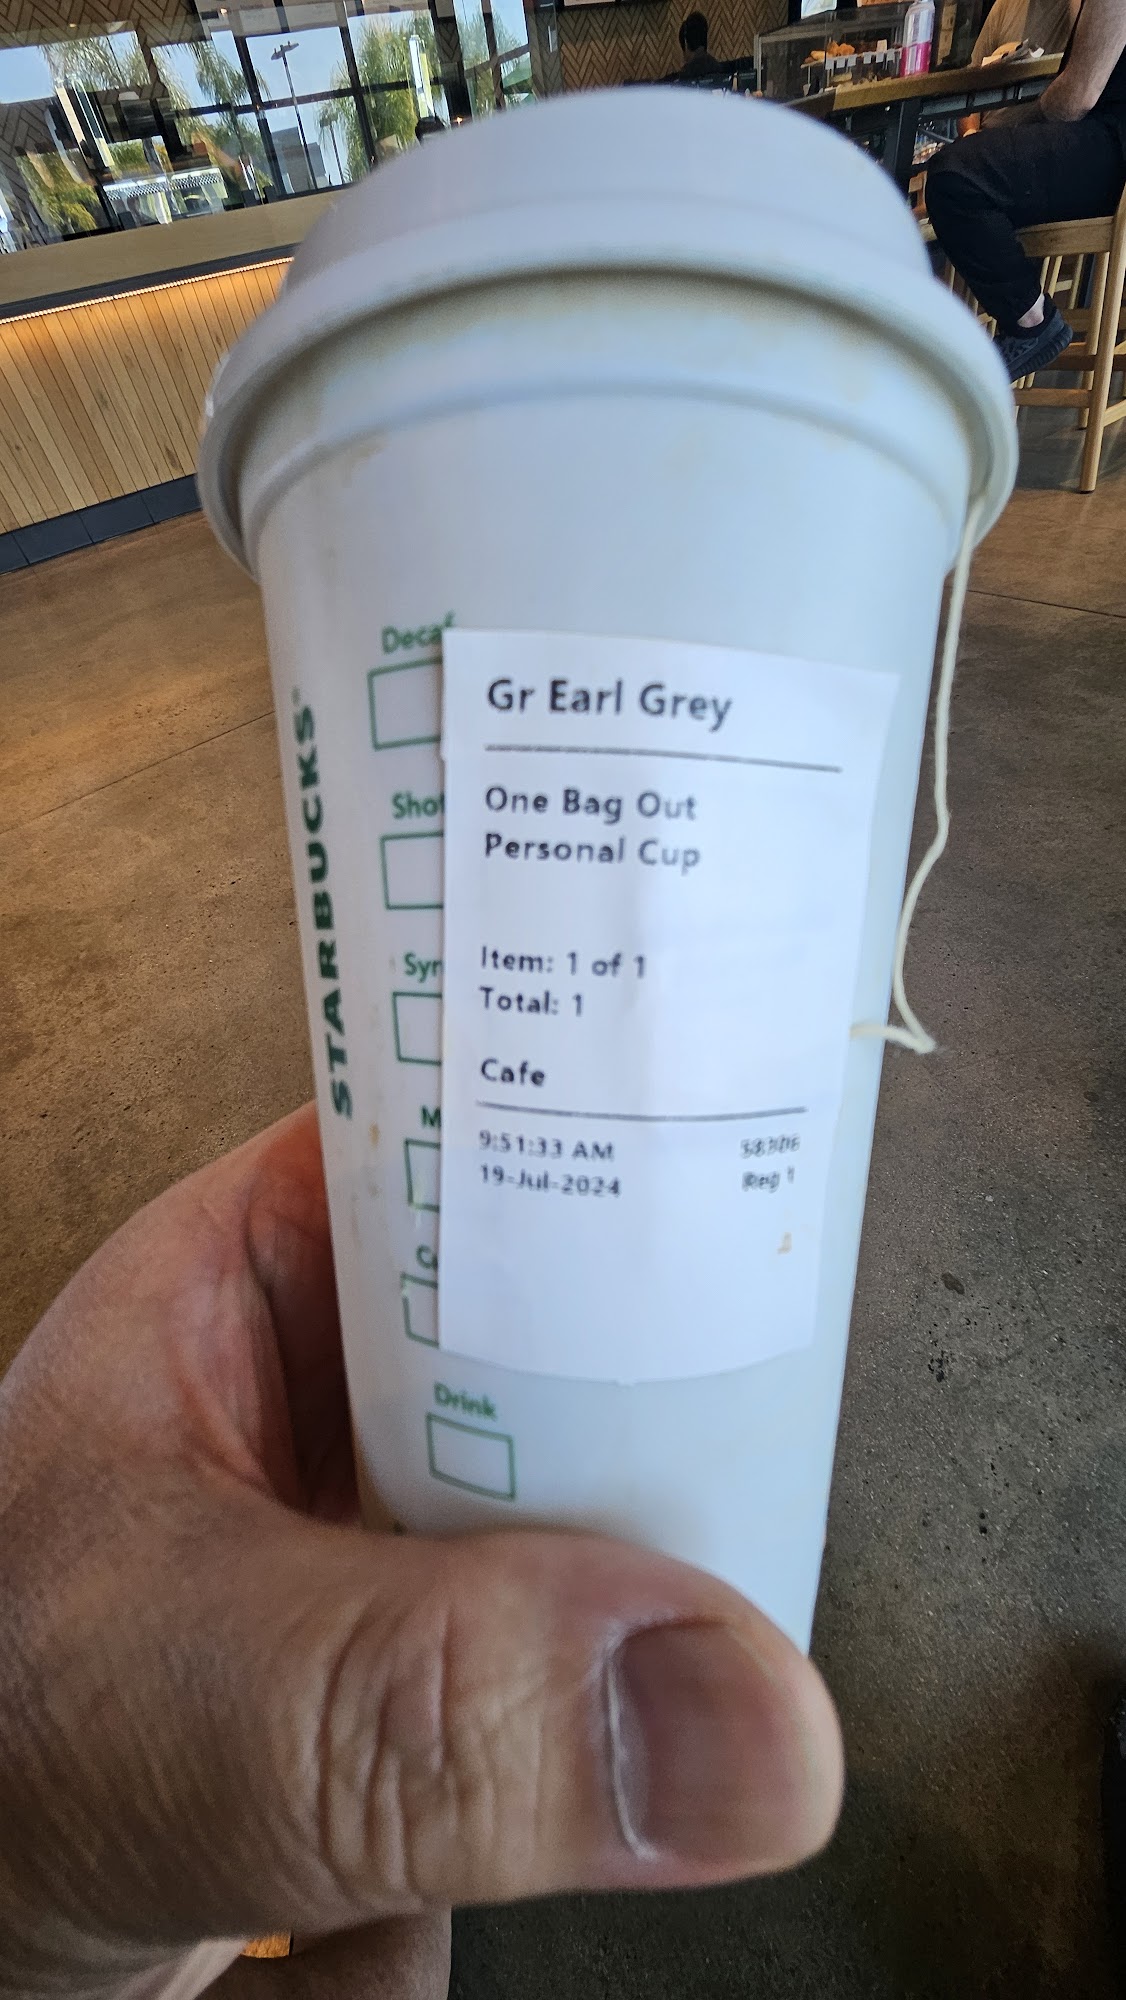 STARBUCKS
Decaf
Gr Earl Grey
Shot
One Bag Out
Personal Cup
Syr
Item: 1 of 1
Total: 1
Cafe
M
9:51:33 AM
19-Jul-2024
Reg 1
C
Drink